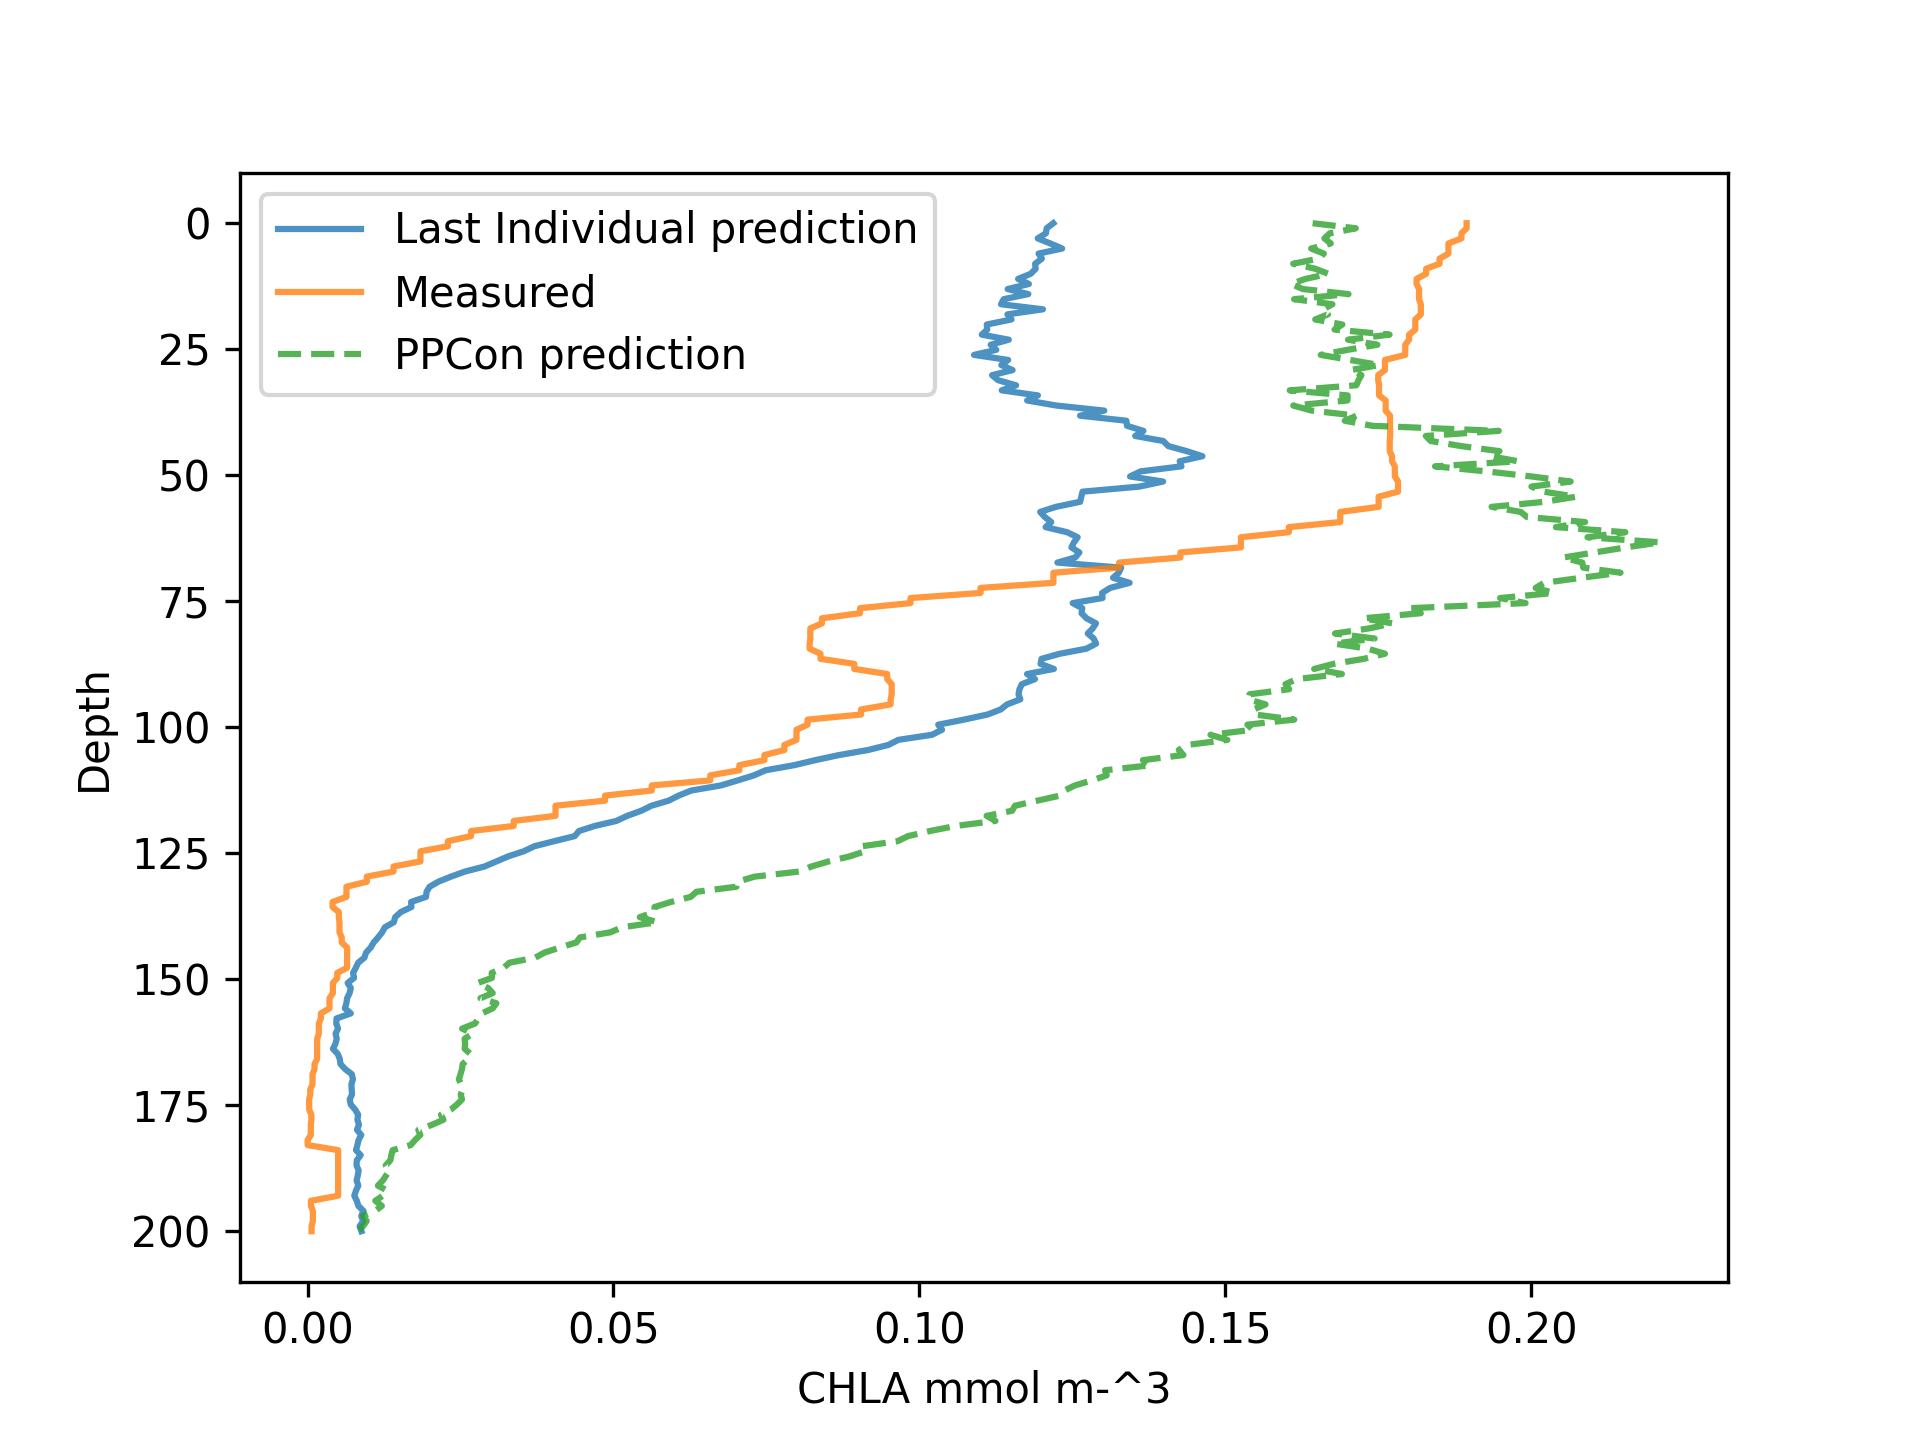 Last Individual prediction
Measured
PPCon prediction
0
25
50
75
100
125
150
175
200
Depth
0.00 0.05 0.10 0.15 0.20
CHLA mmol m-^3